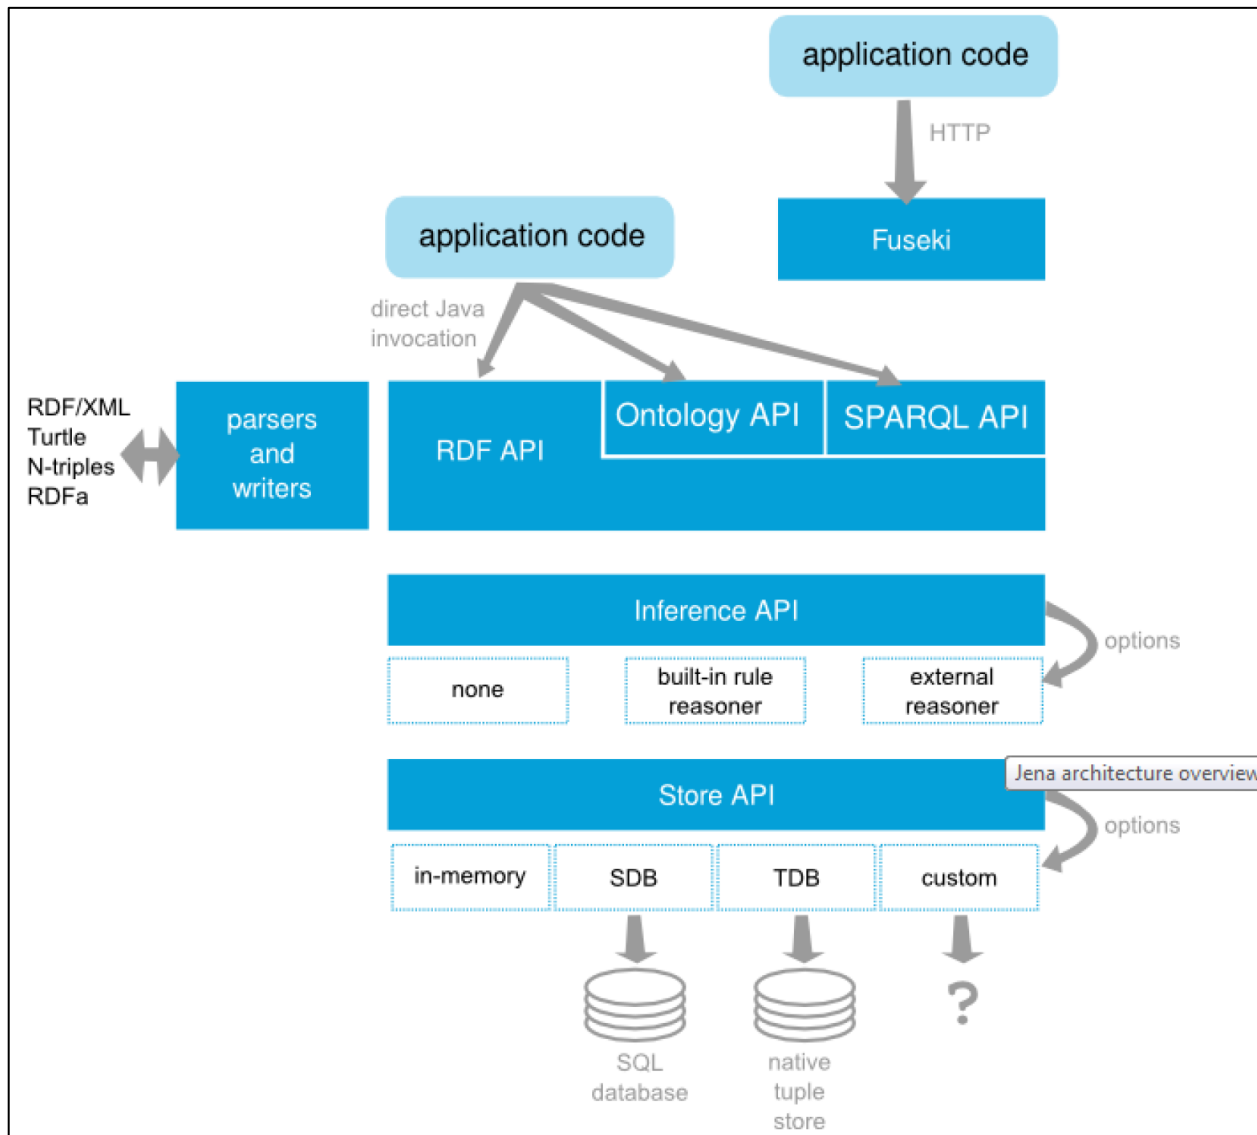 application code
HTTP
Fuseki
application code
direct Java
invocation
RDF/XML
Turtle
N-triples
RDFa
parsers
and
writers
RDF API
Ontology API
SPARQL API
Inference API
options
none
built-in rule
reasoner
external
reasoner
Store API
Jena architecture overview
options
in-memory
SDB
TDB
custom
?
SQL
database
native
tuple
store